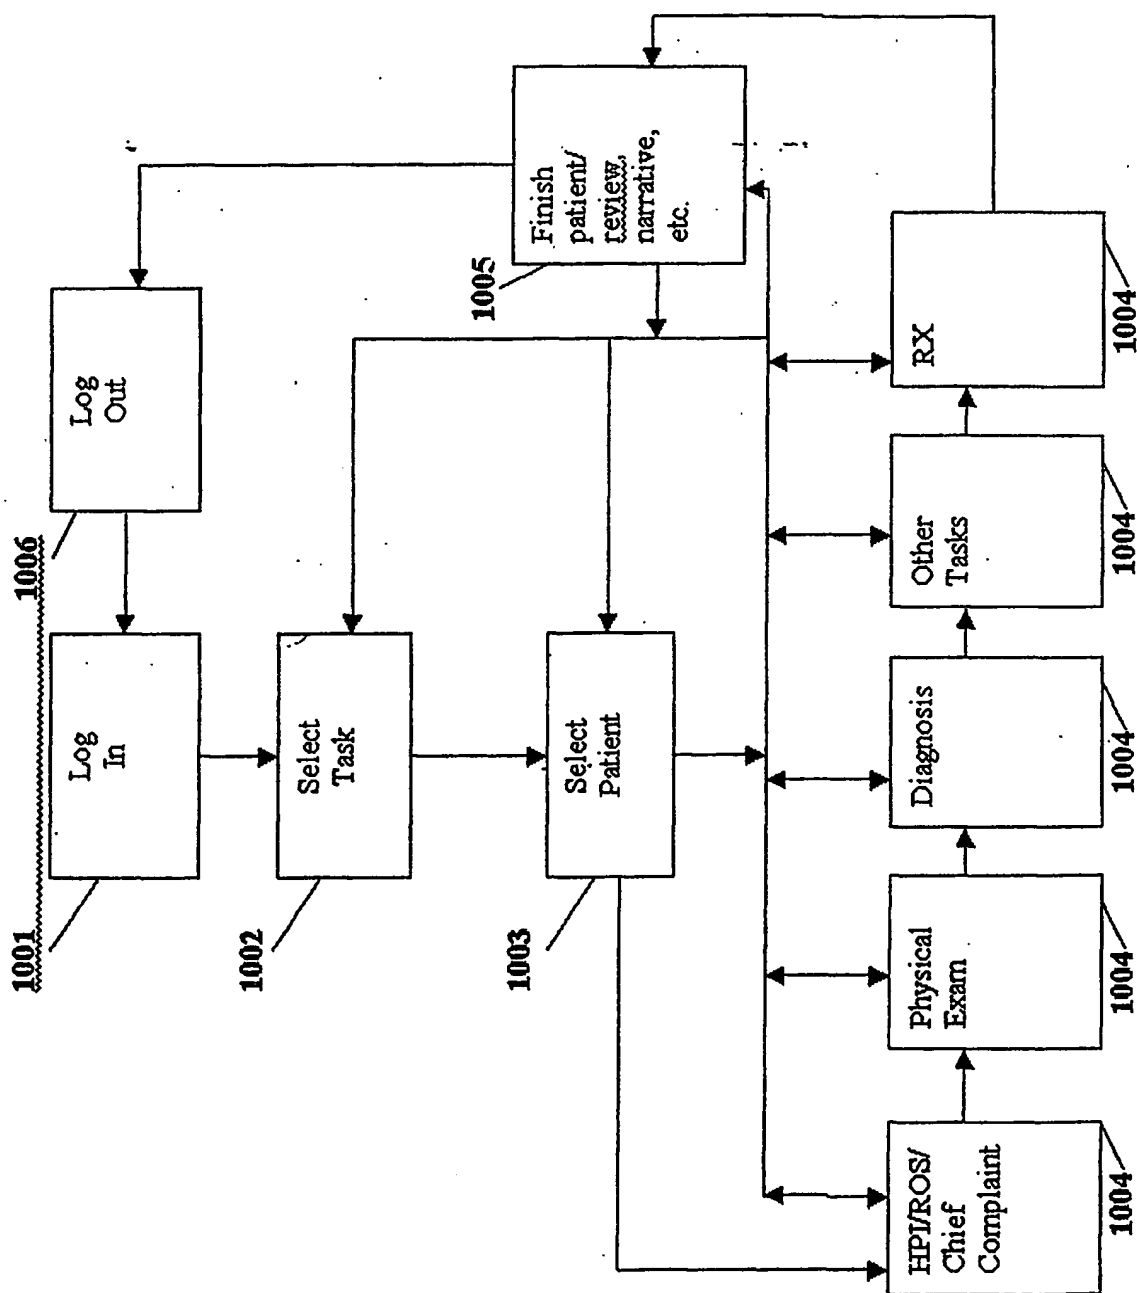 1001
1006
Log
In
Log
Out
1002
Select
Task
1005
Finish
patient/
review,
narrative,
etc.
1003
Select
Patient
HPI/ROS/
Chief
Complaint
Physical
Exam
Diagnosis
Other
Tasks
RX
1004
1004
1004
1004
1004